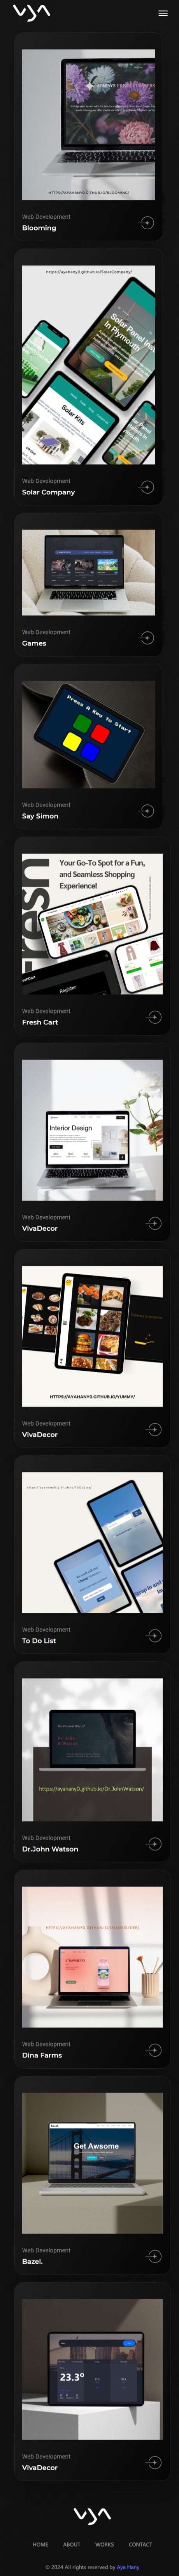 HTTPS://AYAHANY0.GITHUB.IO/BLOOMING/
Web Development
Blooming
https://ayahany0.github.io/SolarCompany/
Solar Panel
In Plymouth
Solar Kits
Web Development
Solar Company
Web Development
Games
Press A Key to Start
Web Development
Say Simon
Fresh
Your Go-To Spot for a Fun,
and Seamless Shopping
Experience!
Register
Web Development
Fresh Cart
Interior Design
Web Development
VivaDecor
HTTPS://AYAHANY0.GITHUB.IO/YUMMY/
Web Development
VivaDecor
Web Development
To Do List
https://ayahany0.github.io/Dr.JohnWatson/
Web Development
Dr.John Watson
Web Development
Dina Farms
Get Awsome
Web Development
Bazel.
23.3°
Web Development
VivaDecor
HOME ABOUT WORKS CONTACT
© 2024 All rights reserved by Aya Hany